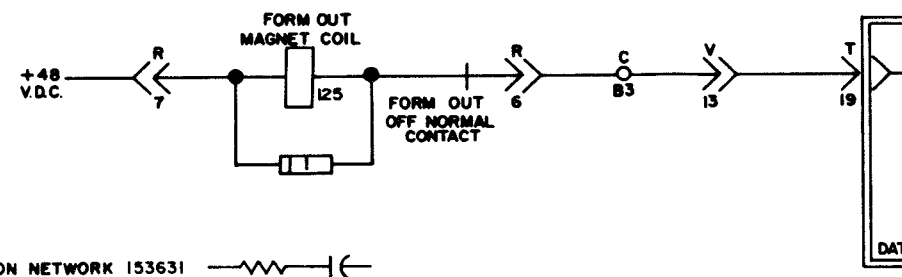 FORM OUT
MAGNET COIL
+48
V.D.C.
R
7
125
FORM OUT
OFF NORMAL
CONTACT
R
6
C
B3
V
13
T
19
DAT
ON NETWORK 153631